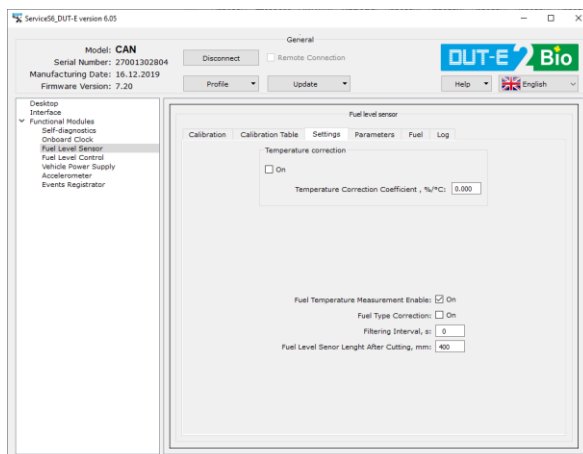 ServiceS6_DUT-E version 6.05
General
Model: CAN
Serial Number: 27001302804
Manufacturing Date: 16.12.2019
Firmware Version: 7.20
Disconnect
Remote Connection
Profile
Update
DUT-E 2 Bio
Help
English
Desktop
Interface
Functional Modules
Self-diagnostics
Onboard Clock
Fuel Level Sensor
Fuel Level Control
Vehicle Power Supply
Accelerometer
Events Registrator
Fuel level sensor
Calibration Calibration Table Settings Parameters Fuel Log
Temperature correction
On
Temperature Correction Coefficient , %/°C: 0.000
Fuel Temperature Measurement Enable: On
Fuel Type Correction: On
Filtering Interval, s: 0
Fuel Level Senor Lenght After Cutting, mm: 400